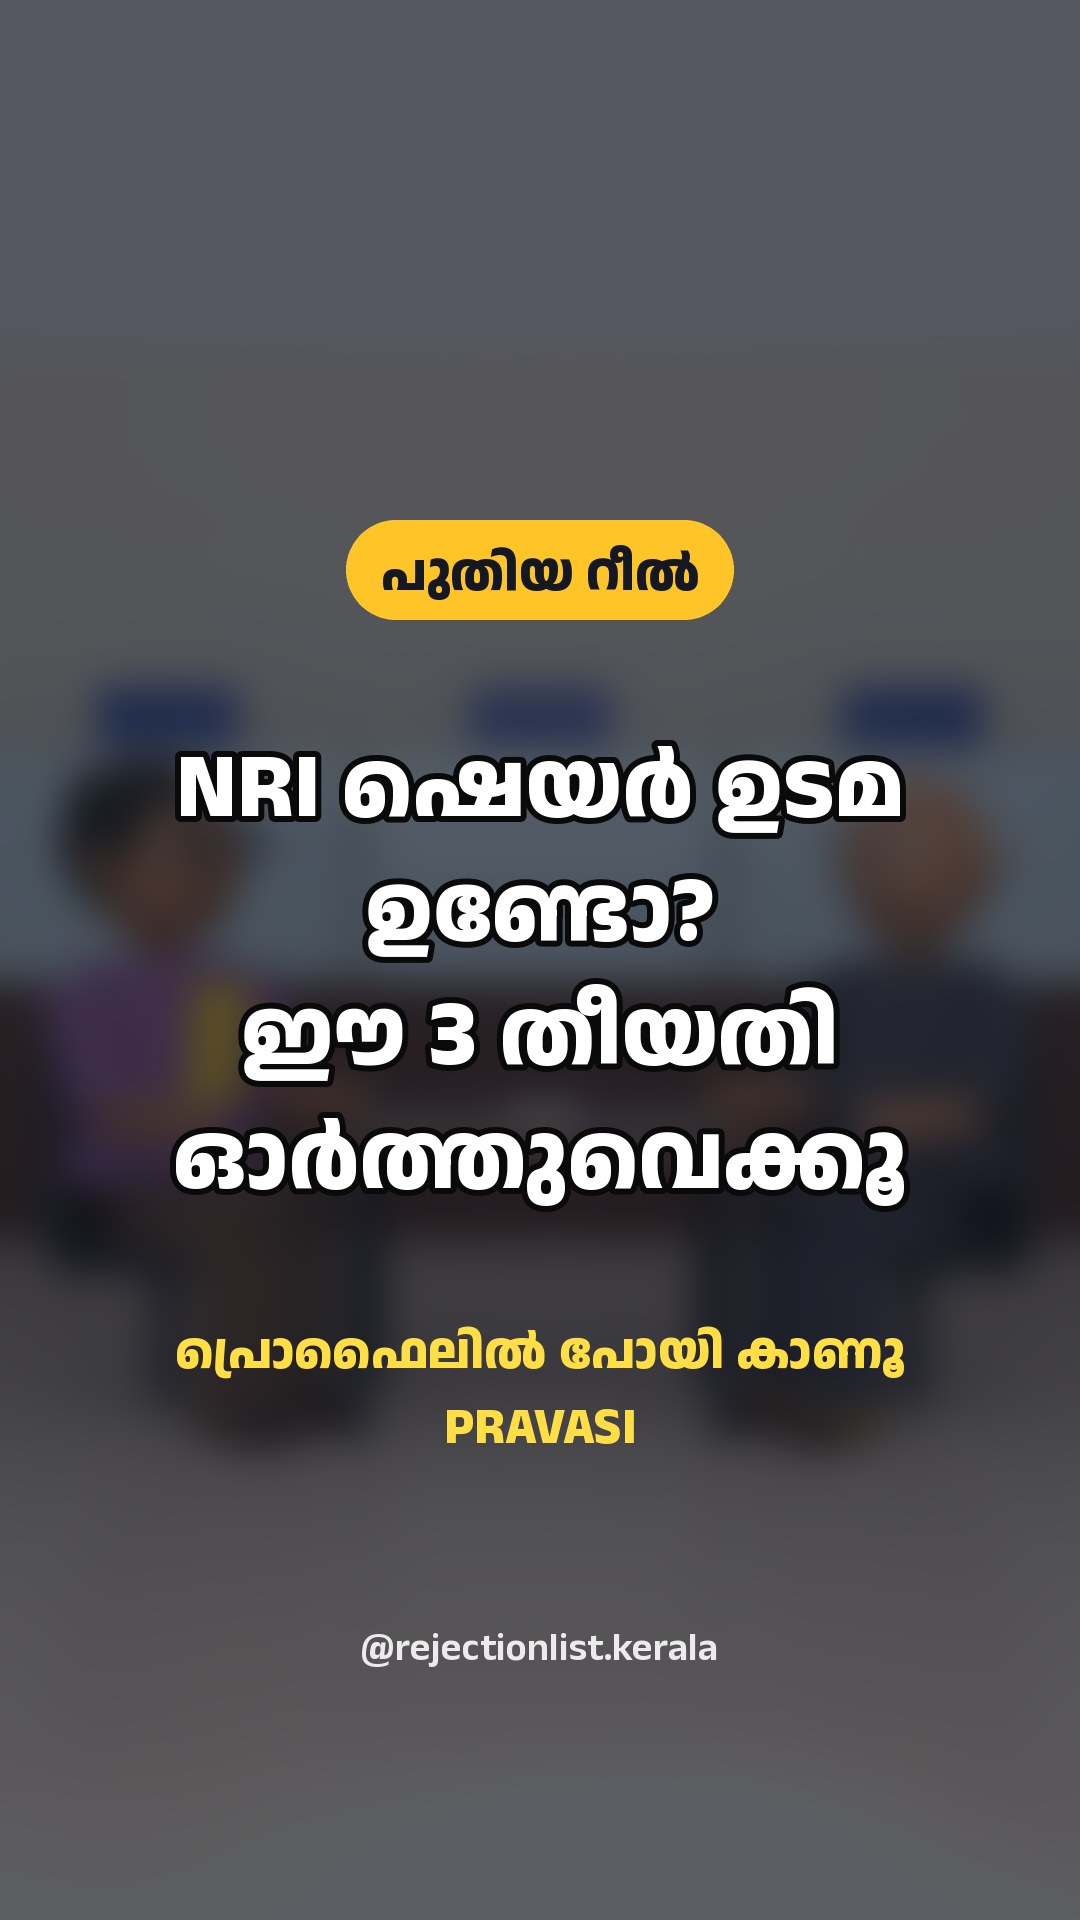 പുതിയ റീൽ
NRI ഷെയർ ഉടമ
ഉണ്ടോ?
ഈ 3 തീയതി
ഓർത്തുവെക്കൂ
പ്രൊഫൈലിൽ പോയി കാണൂ
PRAVASI
@rejectionlist.kerala